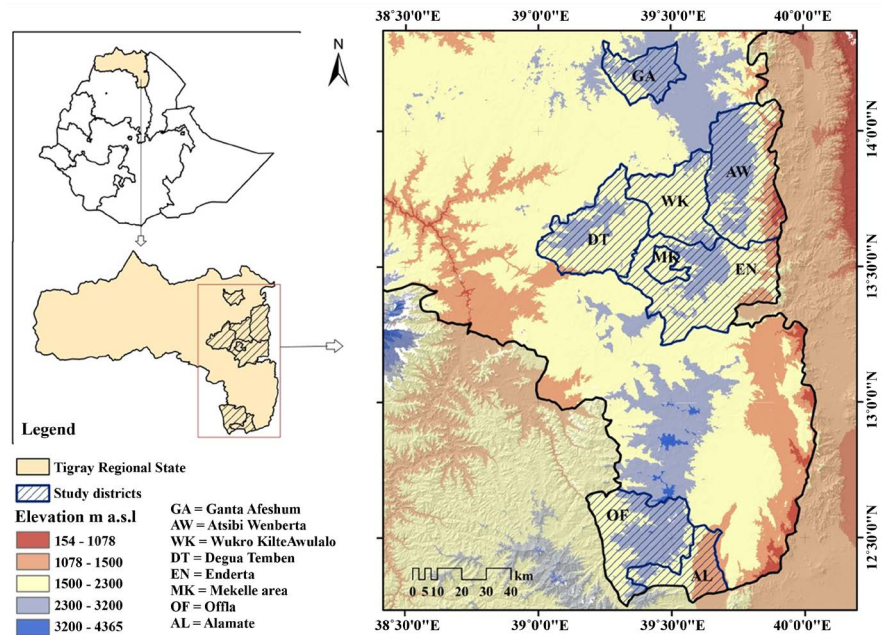 N
Legend
Tigray Regional State
Study districts
Elevation m a.s.l
154 - 1078
1078 - 1500
1500 - 2300
2300 - 3200
3200 - 4365
GA = Ganta Afeshum
AW = Atsibi Wenberta
WK = Wukro KilteAwulalo
DT = Degua Temben
EN = Enderta
MK = Mekelle area
OF = Offla
AL = Alamate
38°30'0"E 39°0'0"E 39°30'0"E 40°0'0"E
GA
AW
WK
DT
MK
EN
OF
AL
0 5 10 20 30 40 km
14°0'0"N
13°30'0"N
13°0'0"N
12°30'0"N
38°30'0"E 39°0'0"E 39°30'0"E 40°0'0"E